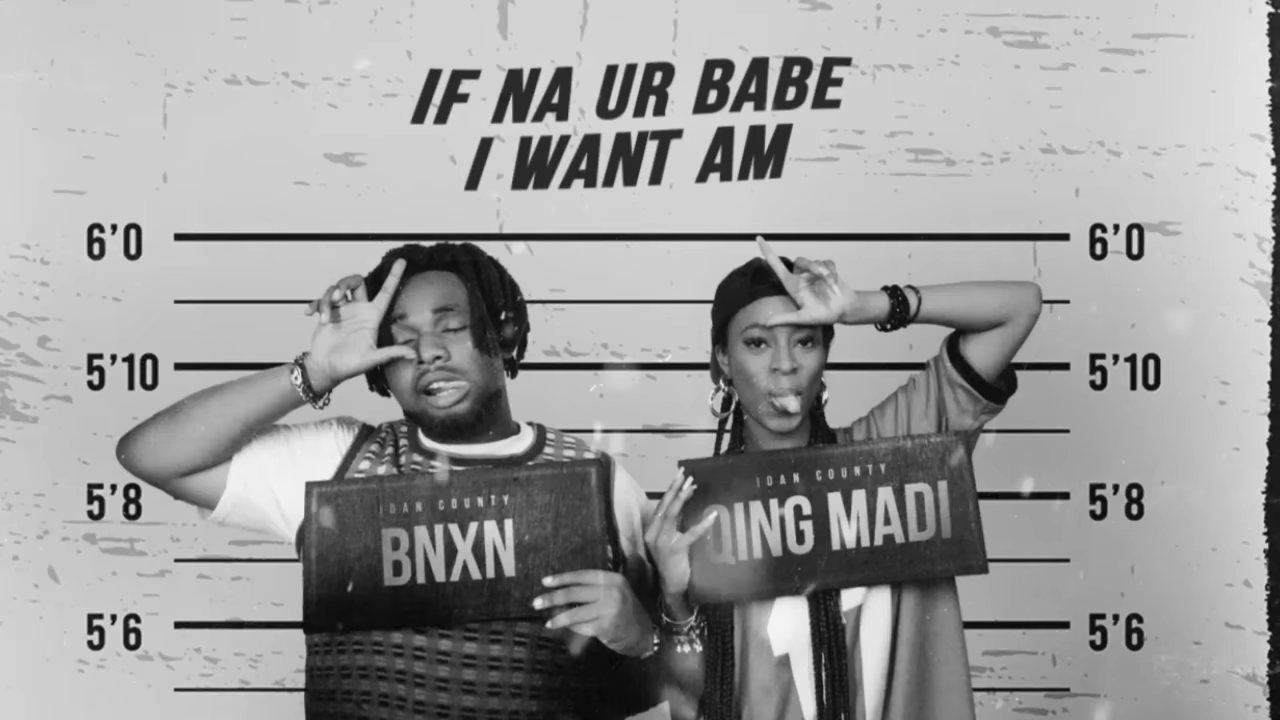 IF NA UR BABE
I WANT AM
6'0 6'0
5'10 5'10
IDAN COUNTY IDAN COUNTY
BNXN QING MADI
5'8 5'8
5'6 5'6